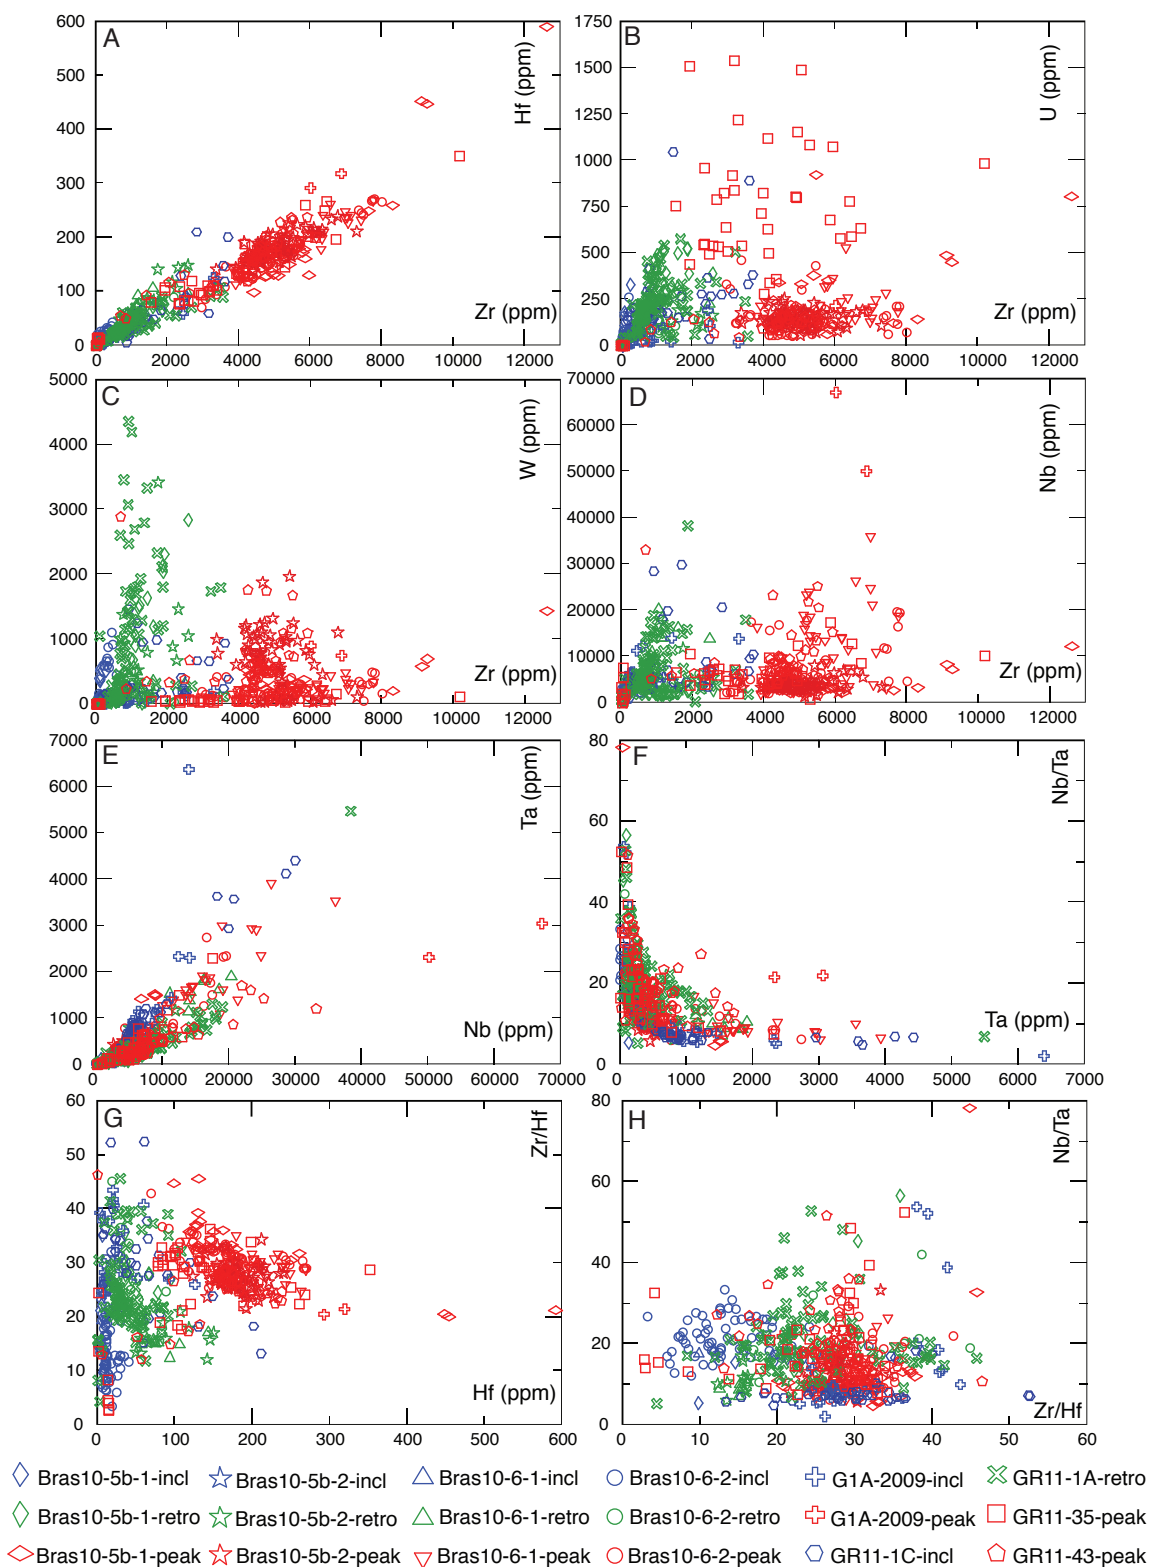 A
B
Hf (ppm)
U (ppm)
Zr (ppm)
Zr (ppm)
600
500
400
300
200
100
0
1750
1500
1250
1000
750
500
250
0
0 2000 4000 6000 8000 10000 12000
0 2000 4000 6000 8000 10000 12000
C
D
W (ppm)
Nb (ppm)
Zr (ppm)
Zr (ppm)
5000
4000
3000
2000
1000
0
70000
60000
50000
40000
30000
20000
10000
0
0 2000 4000 6000 8000 10000 12000
0 2000 4000 6000 8000 10000 12000
E
F
Ta (ppm)
Nb/Ta
Nb (ppm)
Ta (ppm)
7000
6000
5000
4000
3000
2000
1000
0
80
60
40
20
0
0 10000 20000 30000 40000 50000 60000 70000
0 1000 2000 3000 4000 5000 6000 7000
G
H
Zr/Hf
Nb/Ta
Hf (ppm)
Zr/Hf
60
50
40
30
20
10
0
80
60
40
20
0
0 100 200 300 400 500 600
0 10 20 30 40 50 60
Bras10-5b-1-incl Bras10-5b-2-incl Bras10-6-1-incl Bras10-6-2-incl G1A-2009-incl GR11-1A-retro
Bras10-5b-1-retro Bras10-5b-2-retro Bras10-6-1-retro Bras10-6-2-retro G1A-2009-peak GR11-35-peak
Bras10-5b-1-peak Bras10-5b-2-peak Bras10-6-1-peak Bras10-6-2-peak GR11-1C-incl GR11-43-peak